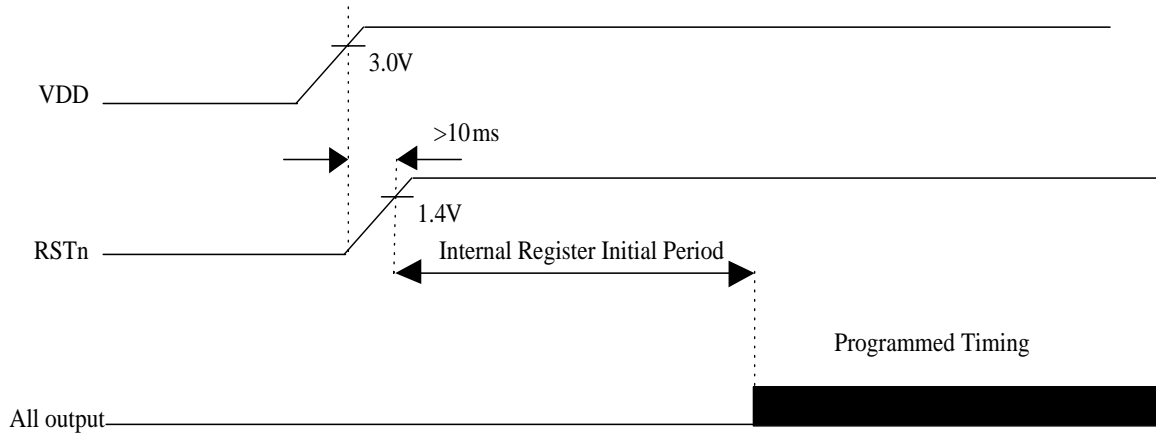 3.0V
VDD
>10ms
1.4V
RSTn
Internal Register Initial Period
Programmed Timing
All output